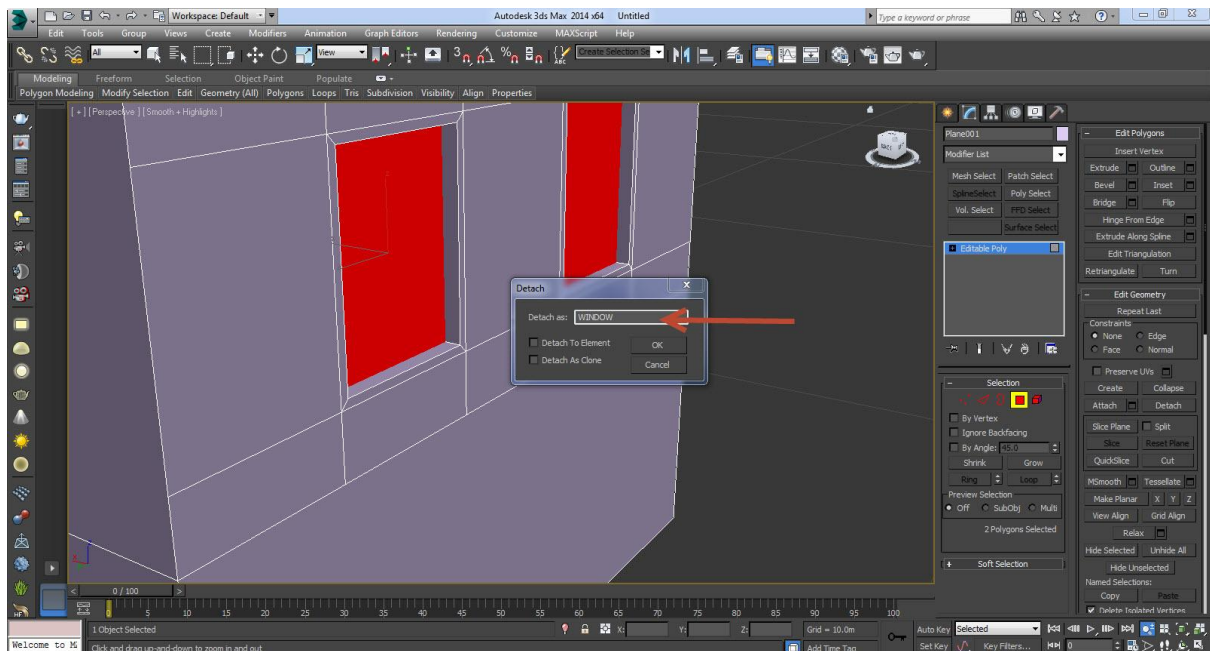 Workspace: Default
Autodesk 3ds Max 2014 x64 Untitled
Type a keyword or phrase
Edit Tools Group Views Create Modifiers Animation Graph Editors Rendering Customize MAXScript Help
All
View
Create Selection Se
Modeling Freeform Selection Object Paint Populate
Polygon Modeling Modify Selection Edit Geometry (All) Polygons Loops Tris Subdivision Visibility Align Properties
[ + ] [ Perspective ] [ Smooth + Highlights ]
Detach
Detach as: WINDOW
Detach To Element OK
Detach As Clone
Cancel
Plane001
Modifier List
Mesh Select Patch Select
SplineSelect Poly Select
Vol. Select FFD Select
Surface Select
Editable Poly
- Selection
By Vertex
Ignore Backfacing
By Angle: 45.0
Shrink Grow
Ring Loop
Preview Selection
Off SubObj Multi
2 Polygons Selected
+ Soft Selection
- Edit Polygons
Insert Vertex
Extrude Outline
Bevel Inset
Bridge Flip
Hinge From Edge
Extrude Along Spline
Edit Triangulation
Retriangulate Turn
- Edit Geometry
Repeat Last
Constraints
None Edge
Face Normal
Preserve UVs
Create Collapse
Attach Detach
Slice Plane Split
Slice Reset Plane
QuickSlice Cut
MSmooth Tessellate
Make Planar X Y Z
View Align Grid Align
Relax
Hide Selected Unhide All
Hide Unselected
Named Selections:
Copy Paste
Delete Isolated Vertices
< 0 / 100 >
0 5 10 15 20 25 30 35 40 45 50 55 60 65 70 75 80 85 90 95 100
1 Object Selected X: Y: Z: Grid = 10.0m Auto Key Selected
Welcome to M Click and drag up-and-down to zoom in and out Add Time Tag Set Key Key Filters... 0